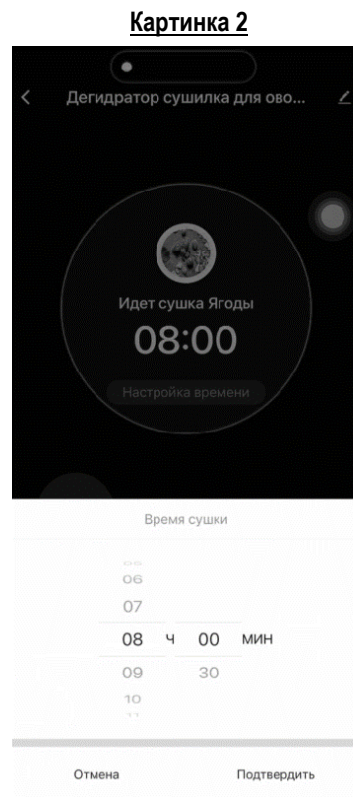 Картинка 2
Дегидратор сушилка для ово...
Идет сушка Ягоды
08:00
Настройка времени
Время сушки
06
07
08 ч 00 мин
09 30
10
11
Отмена
Подтвердить